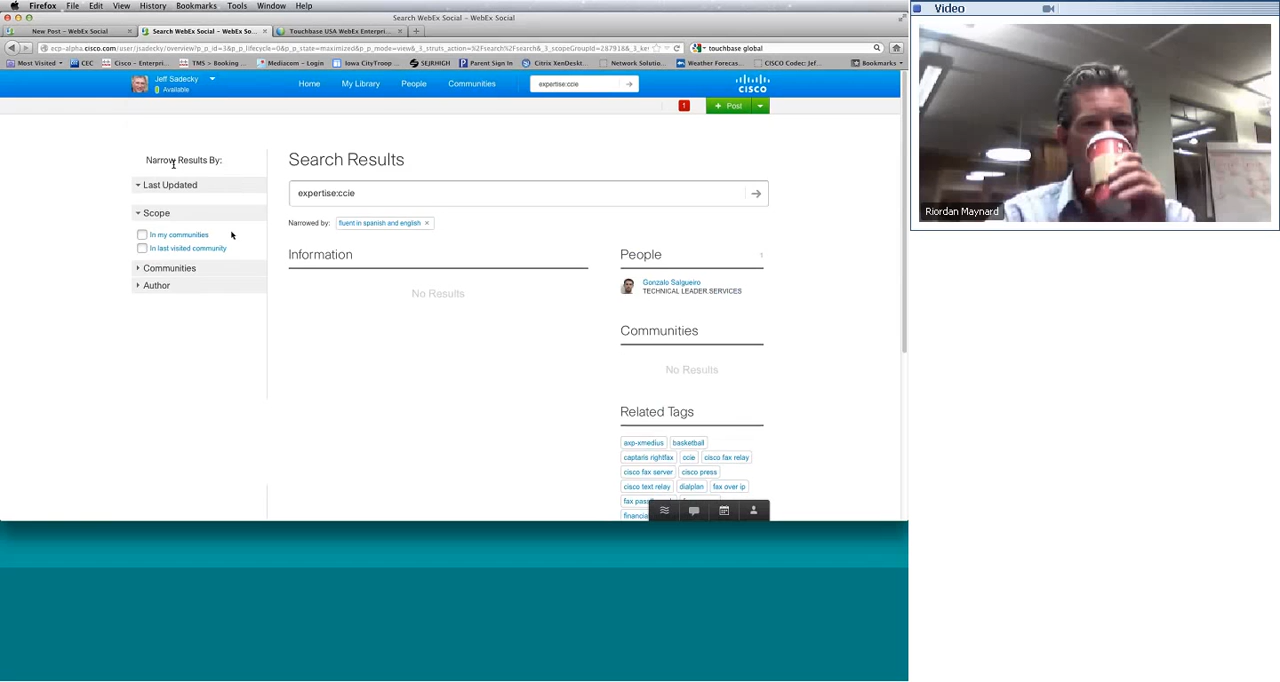 Firefox File Edit View History Bookmarks Tools Window Help
Search WebEx Social - WebEx Social
New Post - WebEx Social
Search WebEx Social - WebEx So...
Touchbase USA WebEx Enterpri...
touchbase global
Most Visited
CEC
Cisco - Enterpri...
TMS > Booking...
Mediacom - Login
Iowa CityTroop...
SEJRHIGH
Parent Sign In
Citrix XenDeskt...
Network Solutio...
Weather Forecas...
CISCO Codec: Jef...
Bookmarks
Jeff Sadecky
Available
Home
My Library
People
Communities
expertise:ccie
CISCO
1
+ Post
Narrow Results By:
Last Updated
Scope
In my communities
In last visited community
Communities
Author
Search Results
expertise:ccie
Narrowed by: fluent in spanish and english ×
Information
No Results
People 1
Gonzalo Salgueiro
TECHNICAL LEADER.SERVICES
Communities
No Results
Related Tags
axp-xmedius basketball
captaris rightfax ccie cisco fax relay
cisco fax server cisco press
cisco text relay dialplan fax over ip
Video
Riordan Maynard